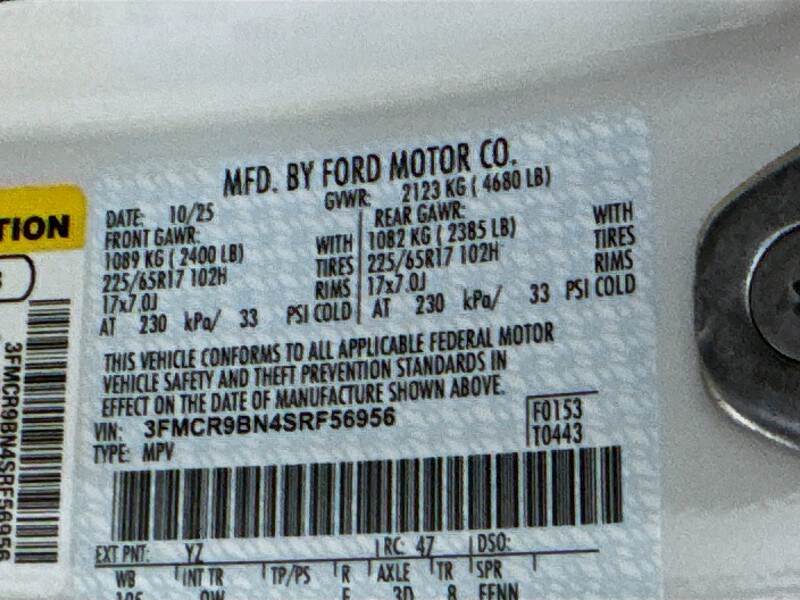 MFD. BY FORD MOTOR CO.
DATE: 10/25 GVWR: 2123 KG ( 4680 LB)
FRONT GAWR: REAR GAWR:
1089 KG ( 2400 LB) WITH 1082 KG ( 2385 LB) WITH
225/65R17 102H TIRES 225/65R17 102H TIRES
17x7.0J RIMS 17x7.0J RIMS
AT 230 kPa/ 33 PSI COLD AT 230 kPa/ 33 PSI COLD
THIS VEHICLE CONFORMS TO ALL APPLICABLE FEDERAL MOTOR
VEHICLE SAFETY AND THEFT PREVENTION STANDARDS IN
EFFECT ON THE DATE OF MANUFACTURE SHOWN ABOVE.
VIN: 3FMCR9BN4SRF56956 F0153
TYPE: MPV T0443
EXT PNT: YZ RC: 47 DSO:
WB INT TR TP/PS R AXLE TR SPR
TION
3FMCR9BN4SRF56956